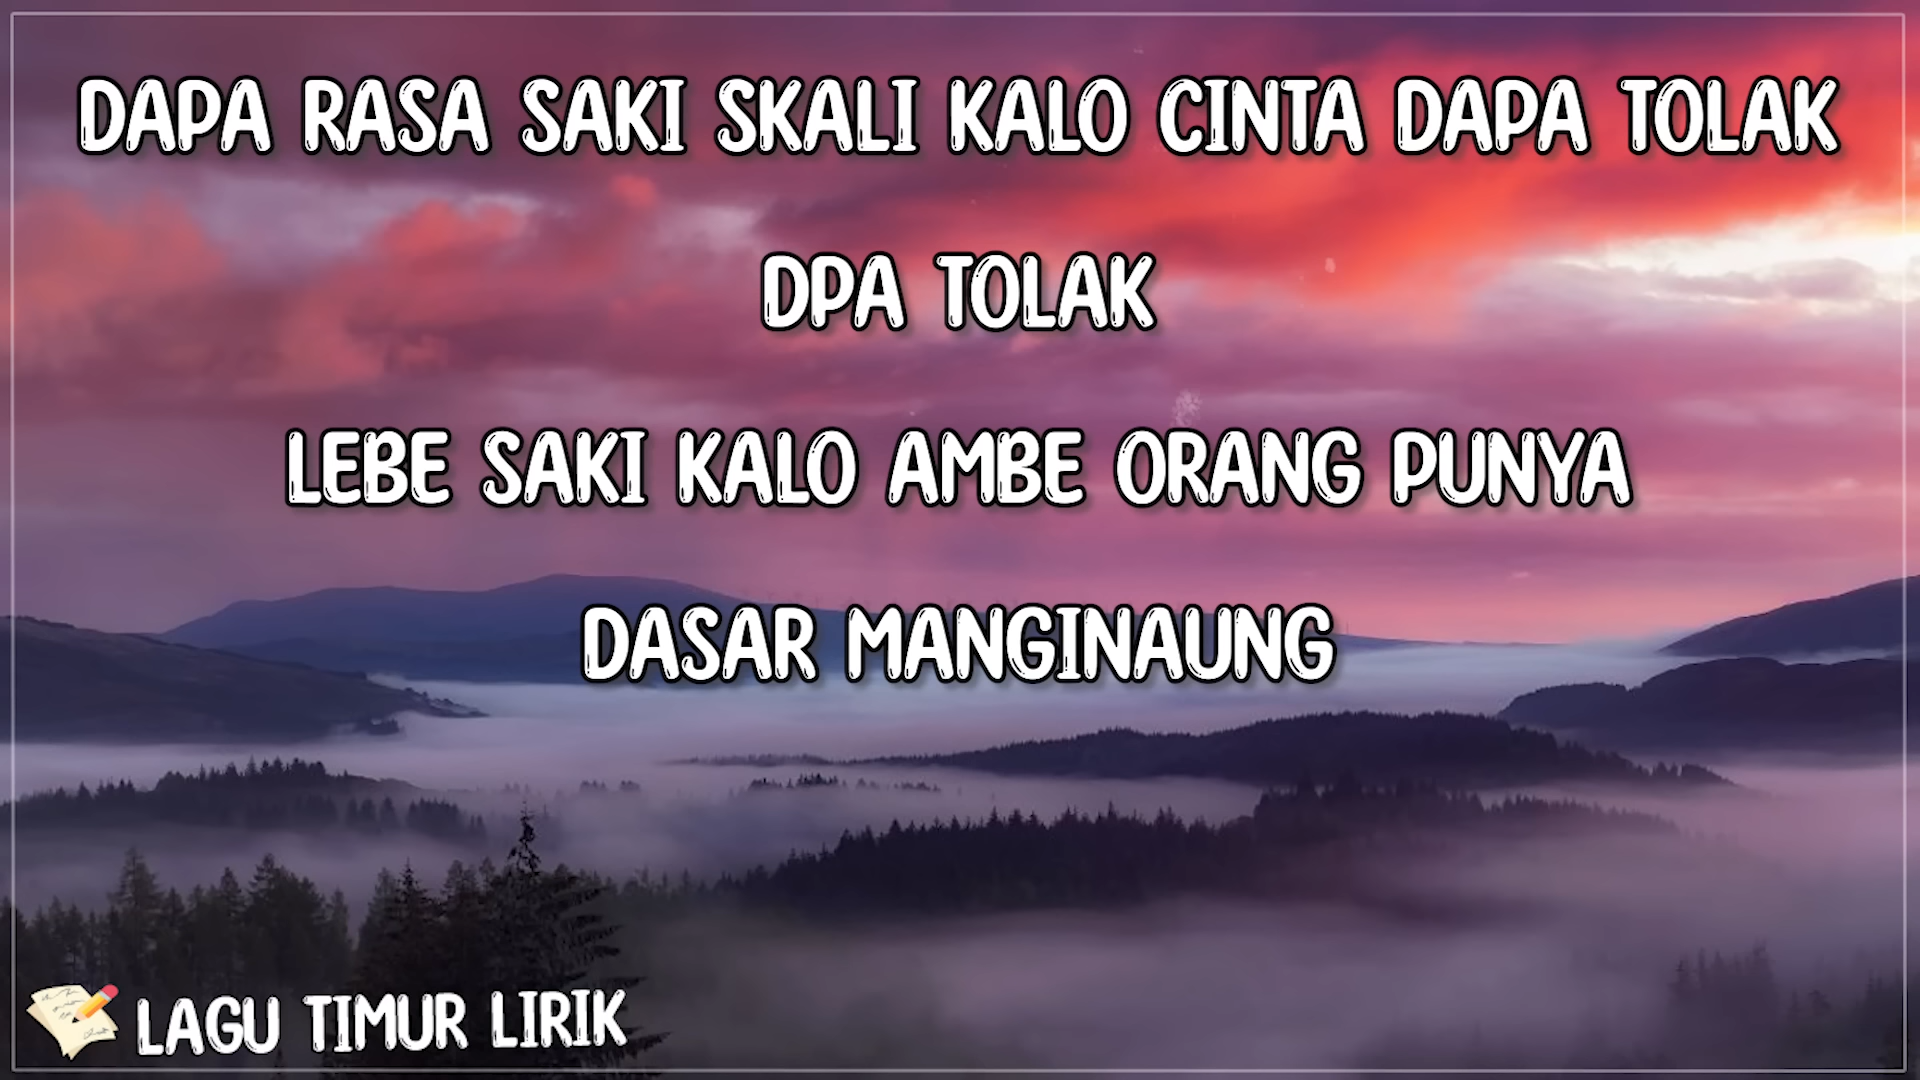 DAPA RASA SAKI SKALI KALO CINTA DAPA TOLAK
DPA TOLAK
LEBE SAKI KALO AMBE ORANG PUNYA
DASAR MANGINAUNG
LAGU TIMUR LIRIK